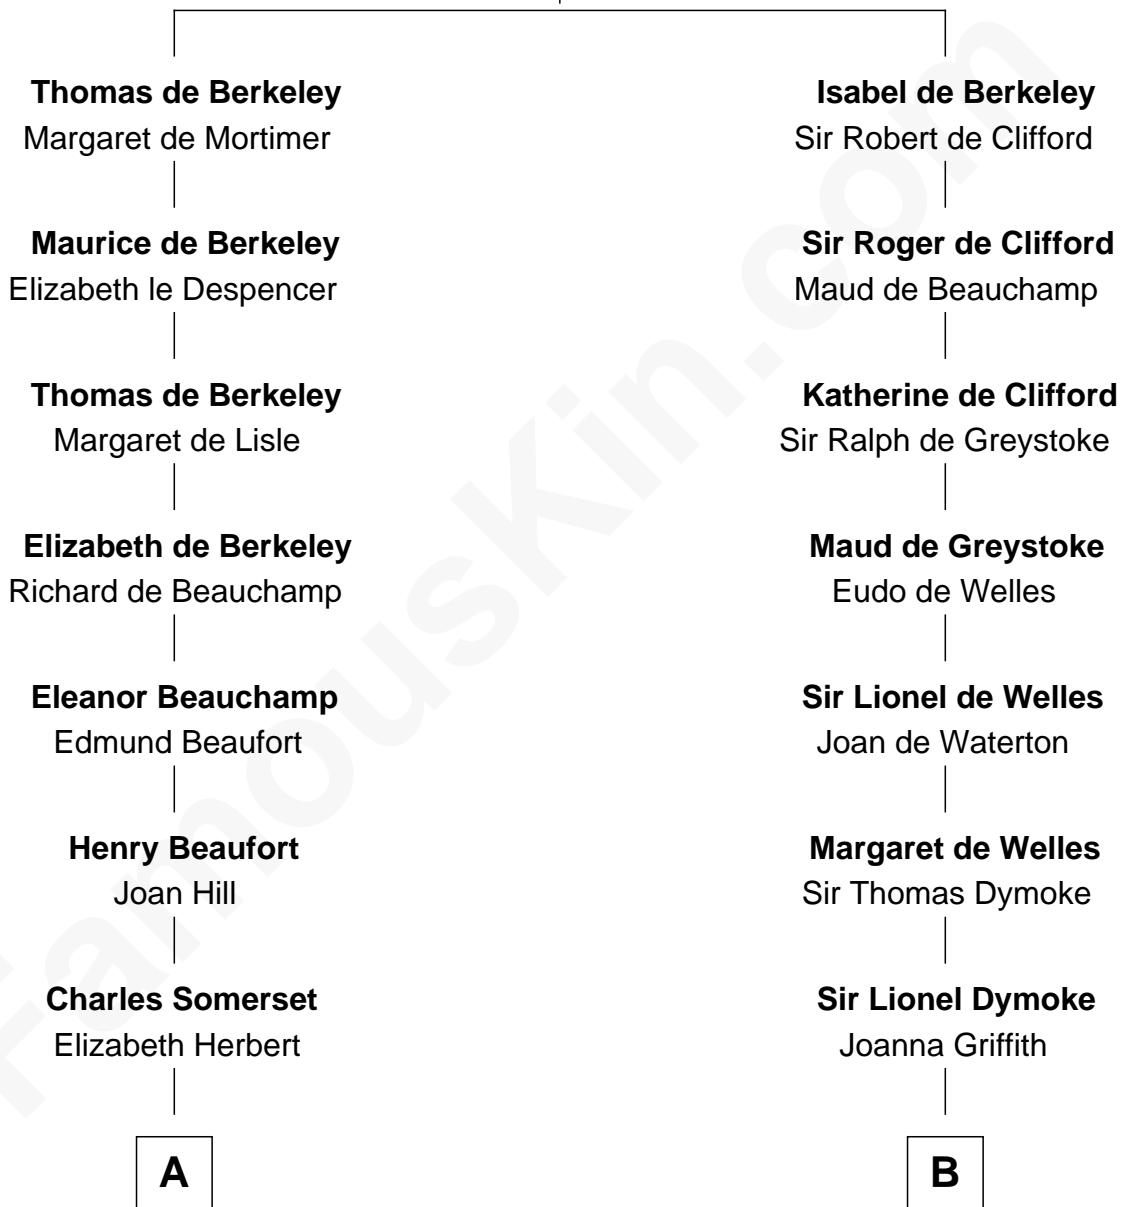 Thomas de Berkeley
Margaret de Mortimer
Isabel de Berkeley
Sir Robert de Clifford
Maurice de Berkeley
Elizabeth le Despencer
Sir Roger de Clifford
Maud de Beauchamp
Thomas de Berkeley
Margaret de Lisle
Katherine de Clifford
Sir Ralph de Greystoke
Elizabeth de Berkeley
Richard de Beauchamp
Maud de Greystoke
Eudo de Welles
Eleanor Beauchamp
Edmund Beaufort
Sir Lionel de Welles
Joan de Waterton
Henry Beaufort
Joan Hill
Margaret de Welles
Sir Thomas Dymoke
Charles Somerset
Elizabeth Herbert
Sir Lionel Dymoke
Joanna Griffith
A
B
FamousKin.com